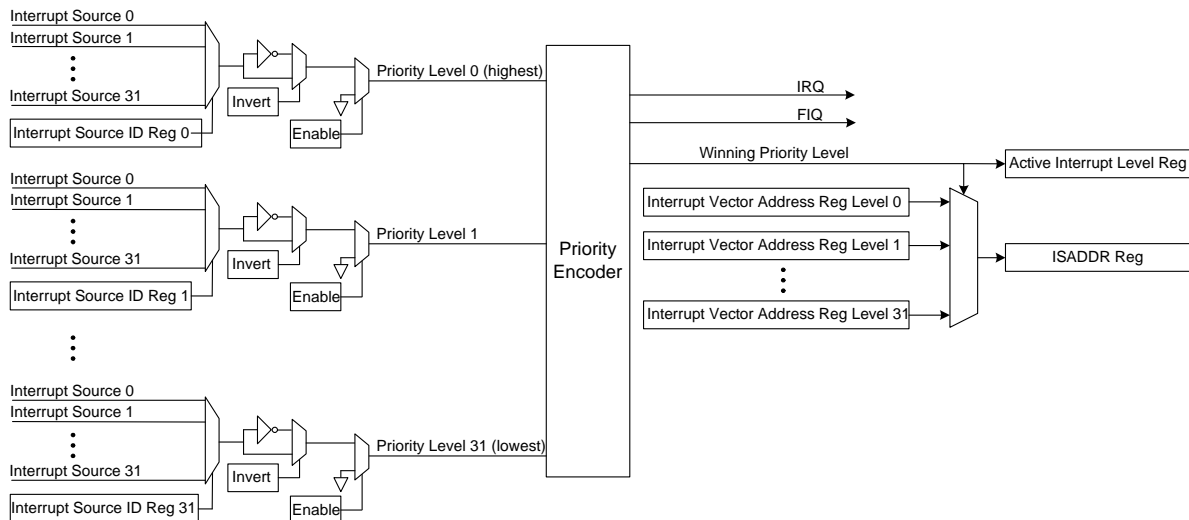 Interrupt Source 0
Interrupt Source 1
Interrupt Source 31
Interrupt Source ID Reg 0
Invert
Enable
Priority Level 0 (highest)
Interrupt Source 0
Interrupt Source 1
Interrupt Source 31
Interrupt Source ID Reg 1
Invert
Enable
Priority Level 1
Interrupt Source 0
Interrupt Source 1
Interrupt Source 31
Interrupt Source ID Reg 31
Invert
Enable
Priority Level 31 (lowest)
Priority
Encoder
IRQ
FIQ
Winning Priority Level
Active Interrupt Level Reg
Interrupt Vector Address Reg Level 0
Interrupt Vector Address Reg Level 1
Interrupt Vector Address Reg Level 31
ISADDR Reg